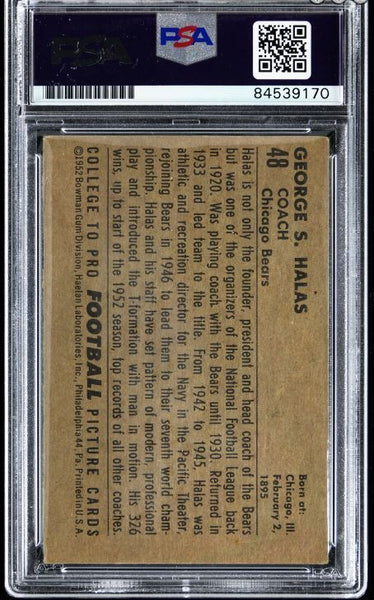 PSA
PSA
84539170
GEORGE S. HALAS
48 COACH
Chicago Bears
Born at:
Chicago, Ill.
February 2,
1895
Halas is not only the founder, president and head coach of the Bears
but was one of the organizers of the National Football League back
in 1920. Was playing coach with the Bears until 1930. Returned in
1933 and led team to the title. From 1942 to 1945, Halas was
athletic and recreation director for the Navy in the Pacific Theater,
rejoining Bears in 1946 to lead them to their seventh world cham-
pionship. Halas and his staff have set pattern of modern, professional
play and introduced the T-formation with man in motion. His 326
wins, up to start of the 1952 season, top records of all other coaches.
COLLEGE TO PRO FOOTBALL PICTURE CARDS
©1952 Bowman Gum Division, Haelan Laboratories, Inc., Philadelphia 44, Pa. Printed in U.S.A.